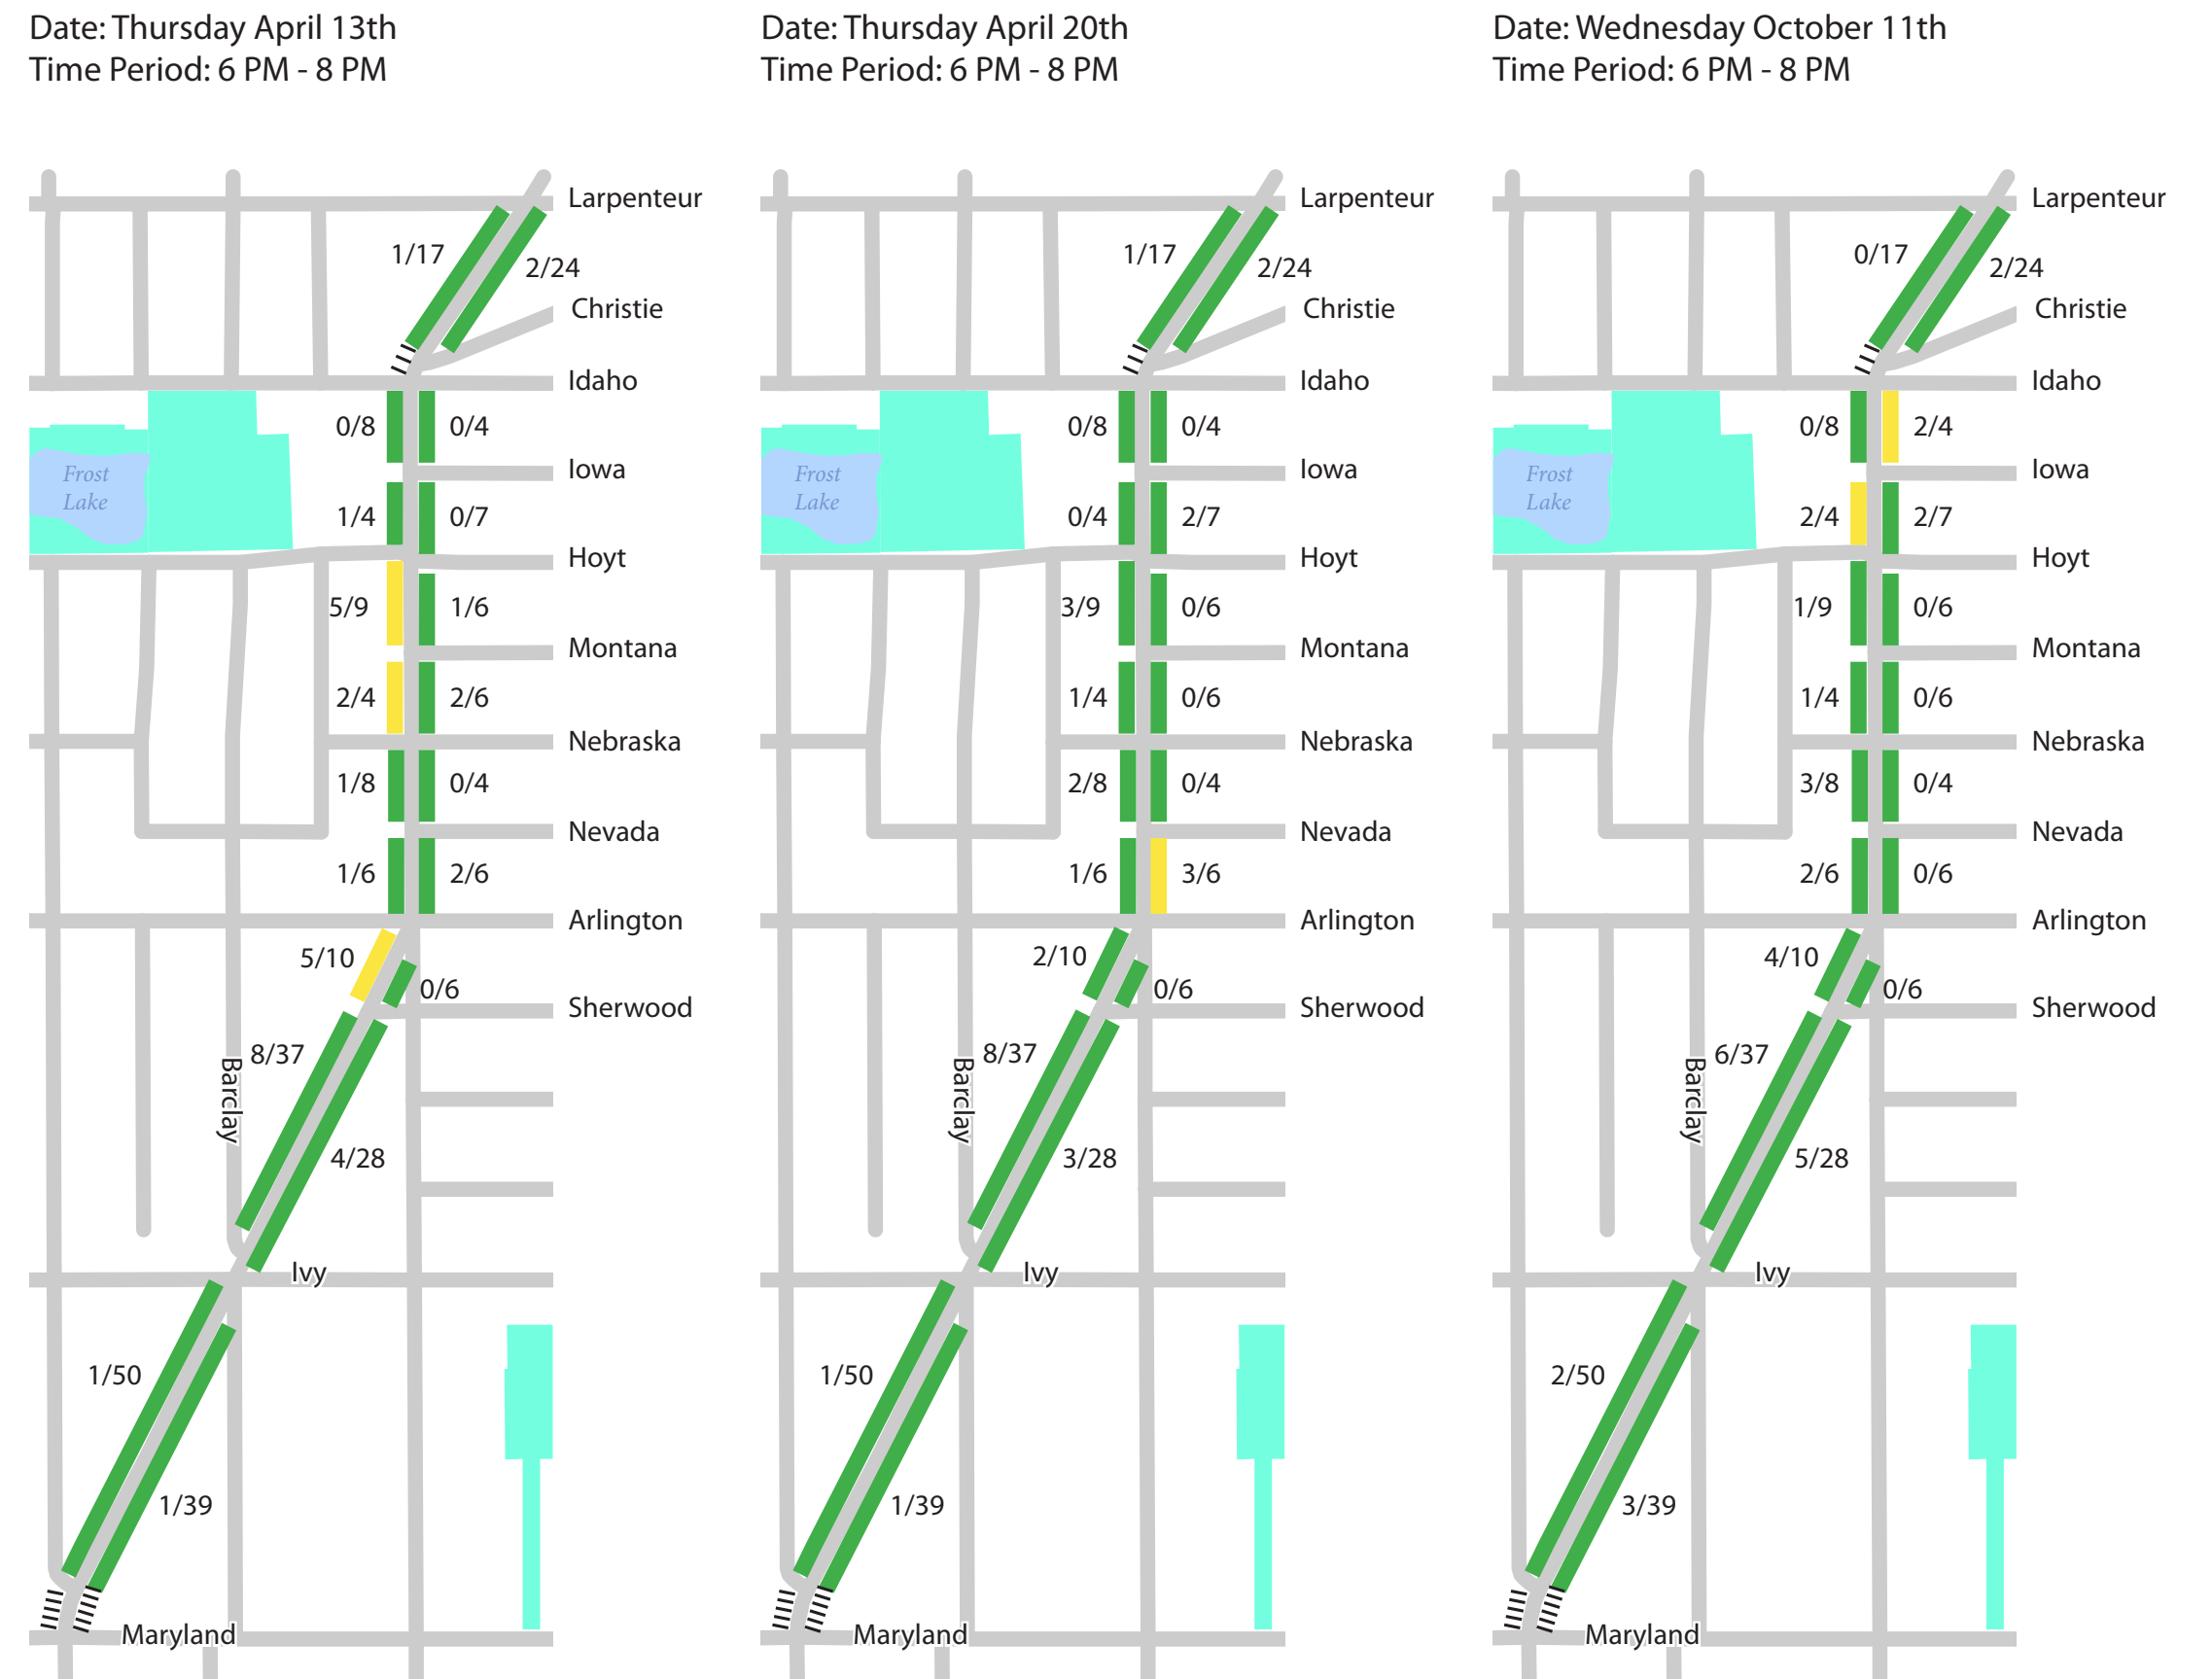 Date: Thursday April 13th
Time Period: 6 PM - 8 PM
Larpenteur
1/17
2/24
Christie
Idaho
0/8
0/4
Iowa
Frost
Lake
1/4
0/7
Hoyt
5/9
1/6
Montana
2/4
2/6
Nebraska
1/8
0/4
Nevada
1/6
2/6
Arlington
5/10
0/6
Sherwood
8/37
Barclay
4/28
Ivy
1/50
1/39
Maryland
Date: Thursday April 20th
Time Period: 6 PM - 8 PM
Larpenteur
1/17
2/24
Christie
Idaho
0/8
0/4
Iowa
Frost
Lake
0/4
2/7
Hoyt
3/9
0/6
Montana
1/4
0/6
Nebraska
2/8
0/4
Nevada
1/6
3/6
Arlington
2/10
0/6
Sherwood
8/37
Barclay
3/28
Ivy
1/50
1/39
Maryland
Date: Wednesday October 11th
Time Period: 6 PM - 8 PM
Larpenteur
0/17
2/24
Christie
Idaho
0/8
2/4
Iowa
Frost
Lake
2/4
2/7
Hoyt
1/9
0/6
Montana
1/4
0/6
Nebraska
3/8
0/4
Nevada
2/6
0/6
Arlington
4/10
0/6
Sherwood
6/37
Barclay
5/28
Ivy
2/50
3/39
Maryland